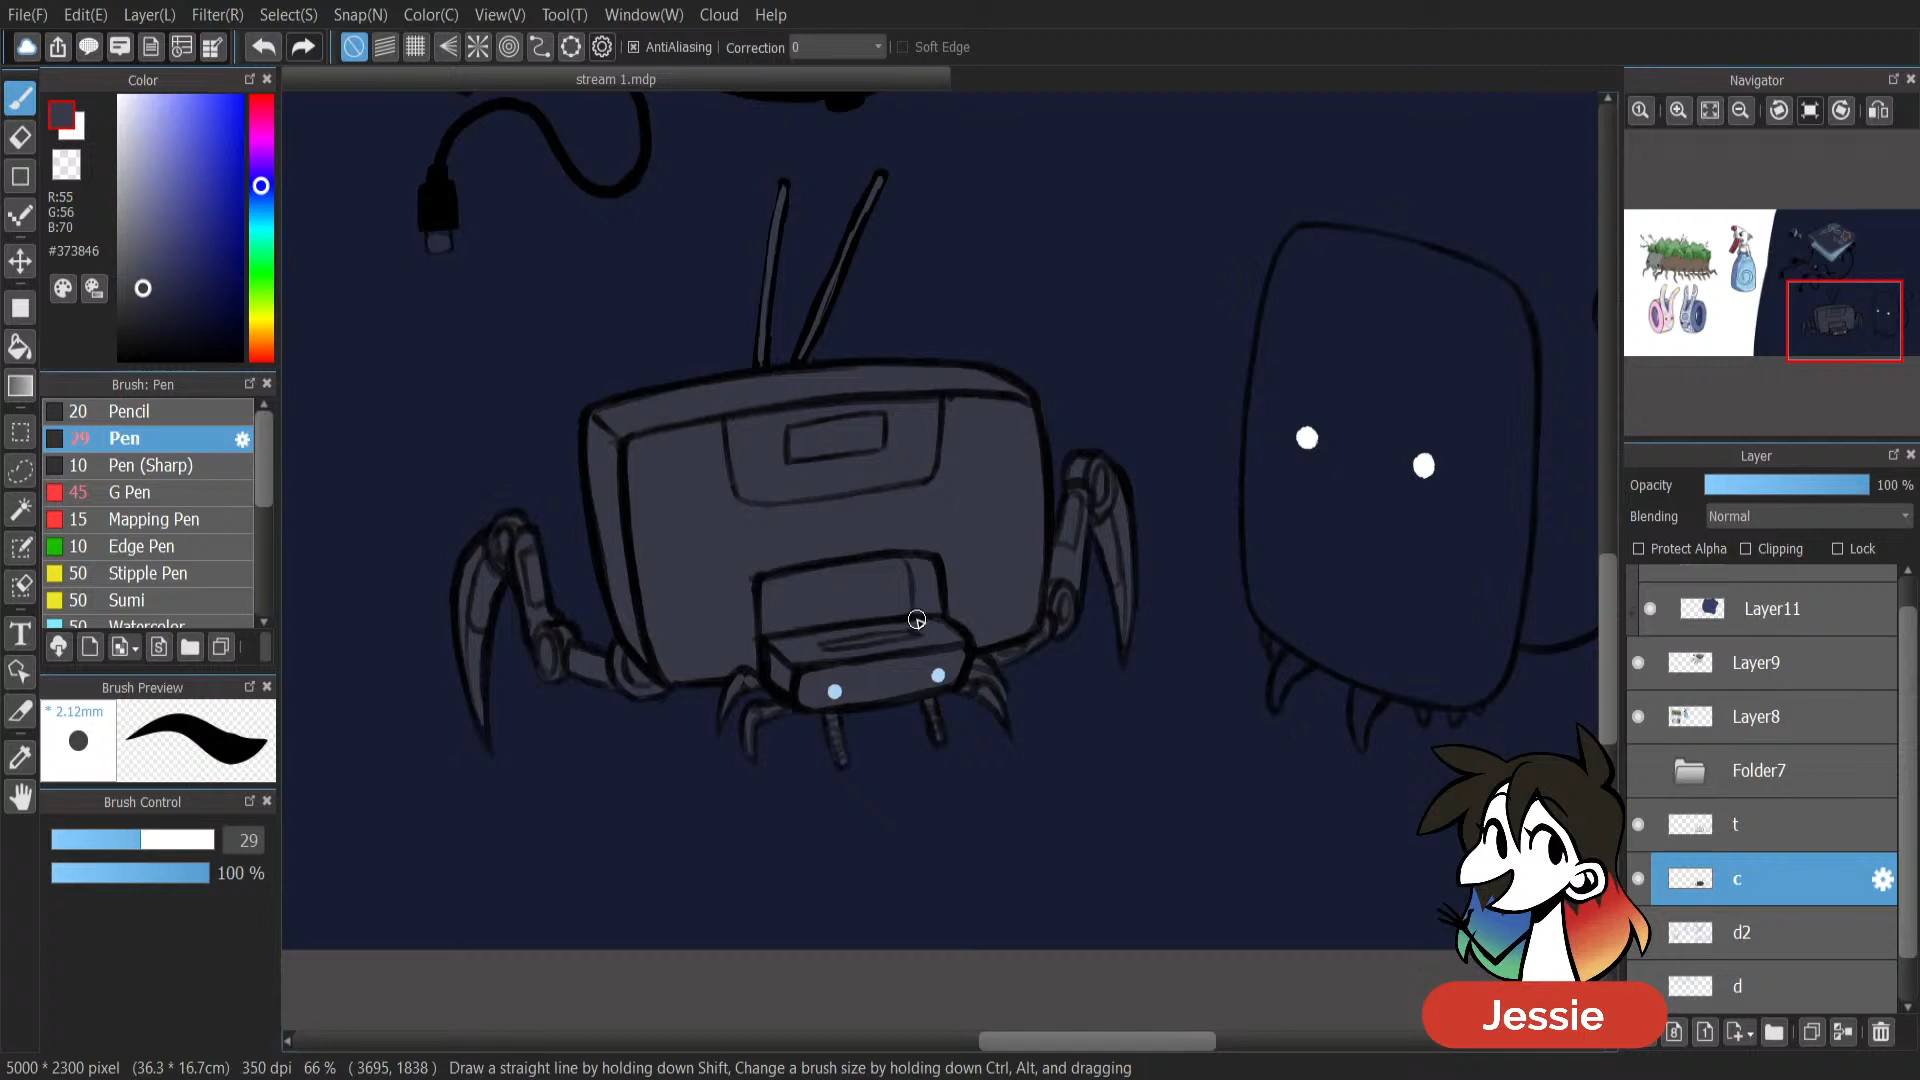 File(F) Edit(E) Layer(L) Filter(R) Select(S) Snap(N) Color(C) View(V) Tool(T) Window(W) Cloud Help
AntiAliasing Correction 0 Soft Edge
Color
stream 1.mdp
Navigator
R:55
G:56
B:70
#373846
Brush: Pen
20 Pencil
29 Pen
10 Pen (Sharp)
45 G Pen
15 Mapping Pen
10 Edge Pen
50 Stipple Pen
50 Sumi
50 Watercolor
Brush Preview
* 2.12mm
Brush Control
29
100 %
Layer
Opacity 100 %
Blending Normal
Protect Alpha Clipping Lock
Layer11
Layer9
Layer8
Folder7
t
c
d2
d
8 1
Jessie
5000 * 2300 pixel (36.3 * 16.7cm) 350 dpi 66 % ( 3695, 1838 ) Draw a straight line by holding down Shift, Change a brush size by holding down Ctrl, Alt, and dragging